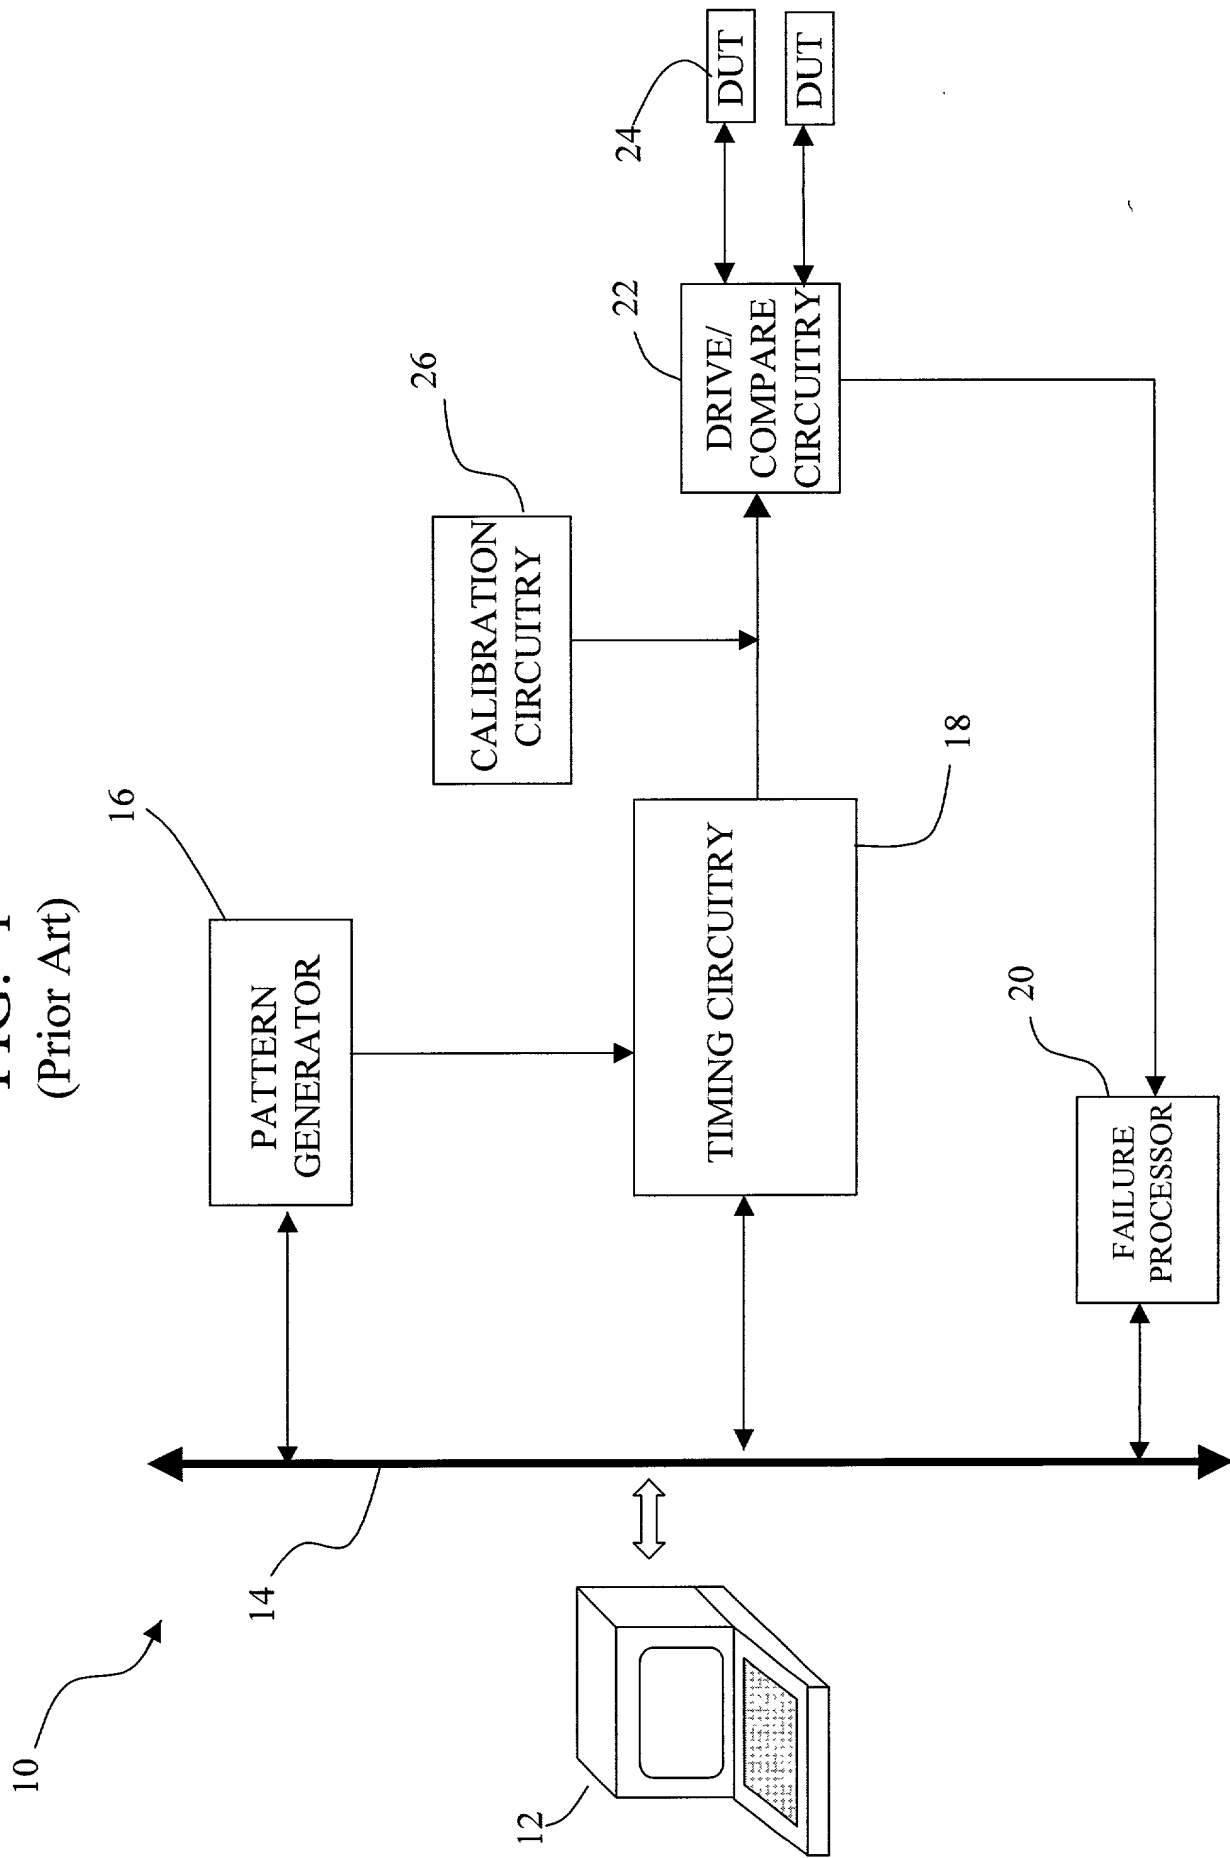 FIG. 1
(Prior Art)
10
12
14
16
PATTERN
GENERATOR
TIMING CIRCUITRY
18
FAILURE
PROCESSOR
20
CALIBRATION
CIRCUITRY
26
DRIVE/
COMPARE
CIRCUITRY
22
24
DUT
DUT